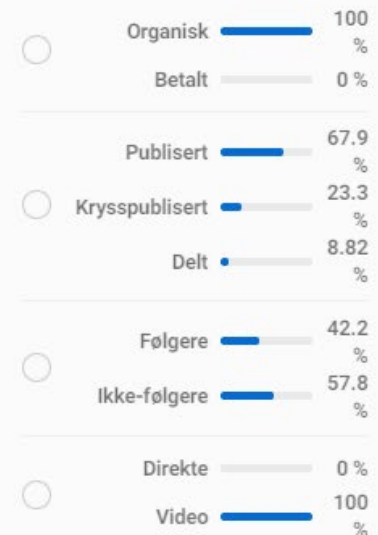 Organisk 100 %
Betalt 0 %
Publisert 67.9 %
Krysspublisert 23.3 %
Delt 8.82 %
Følgere 42.2 %
Ikke-følgere 57.8 %
Direkte 0 %
Video 100 %